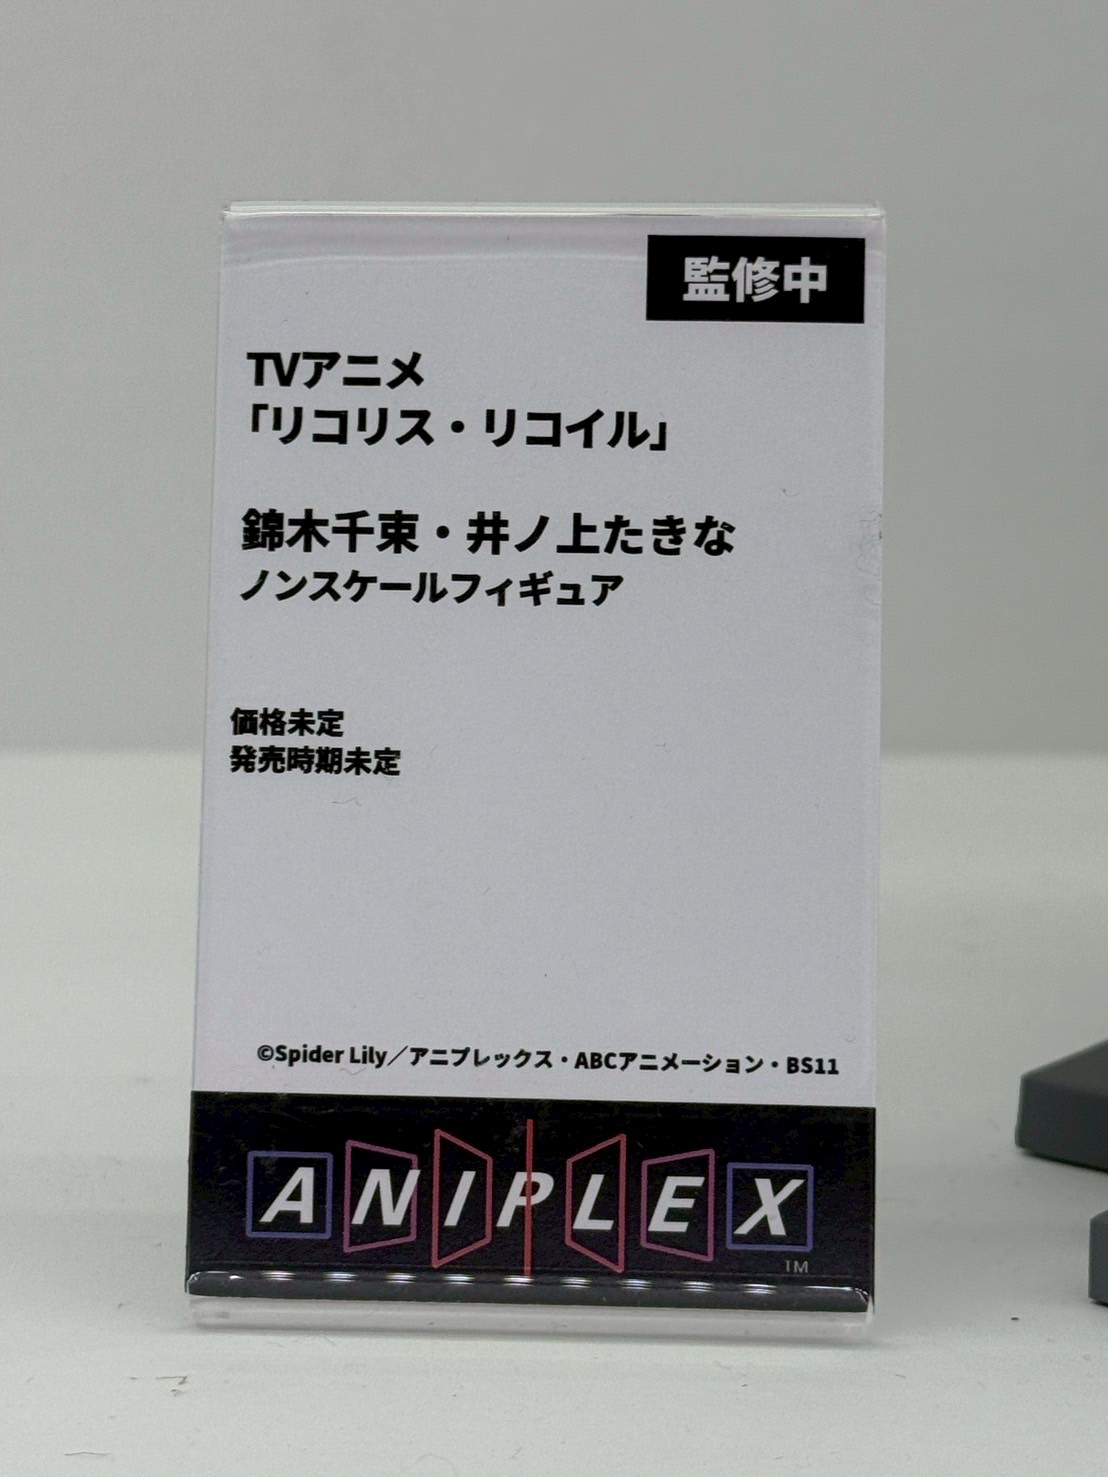 監修中
TVアニメ
「リコリス・リコイル」
錦木千束・井ノ上たきな
ノンスケールフィギュア
価格未定
発売時期未定
©Spider Lily／アニプレックス・ABCアニメーション・BS11
ANIPLEX
TM